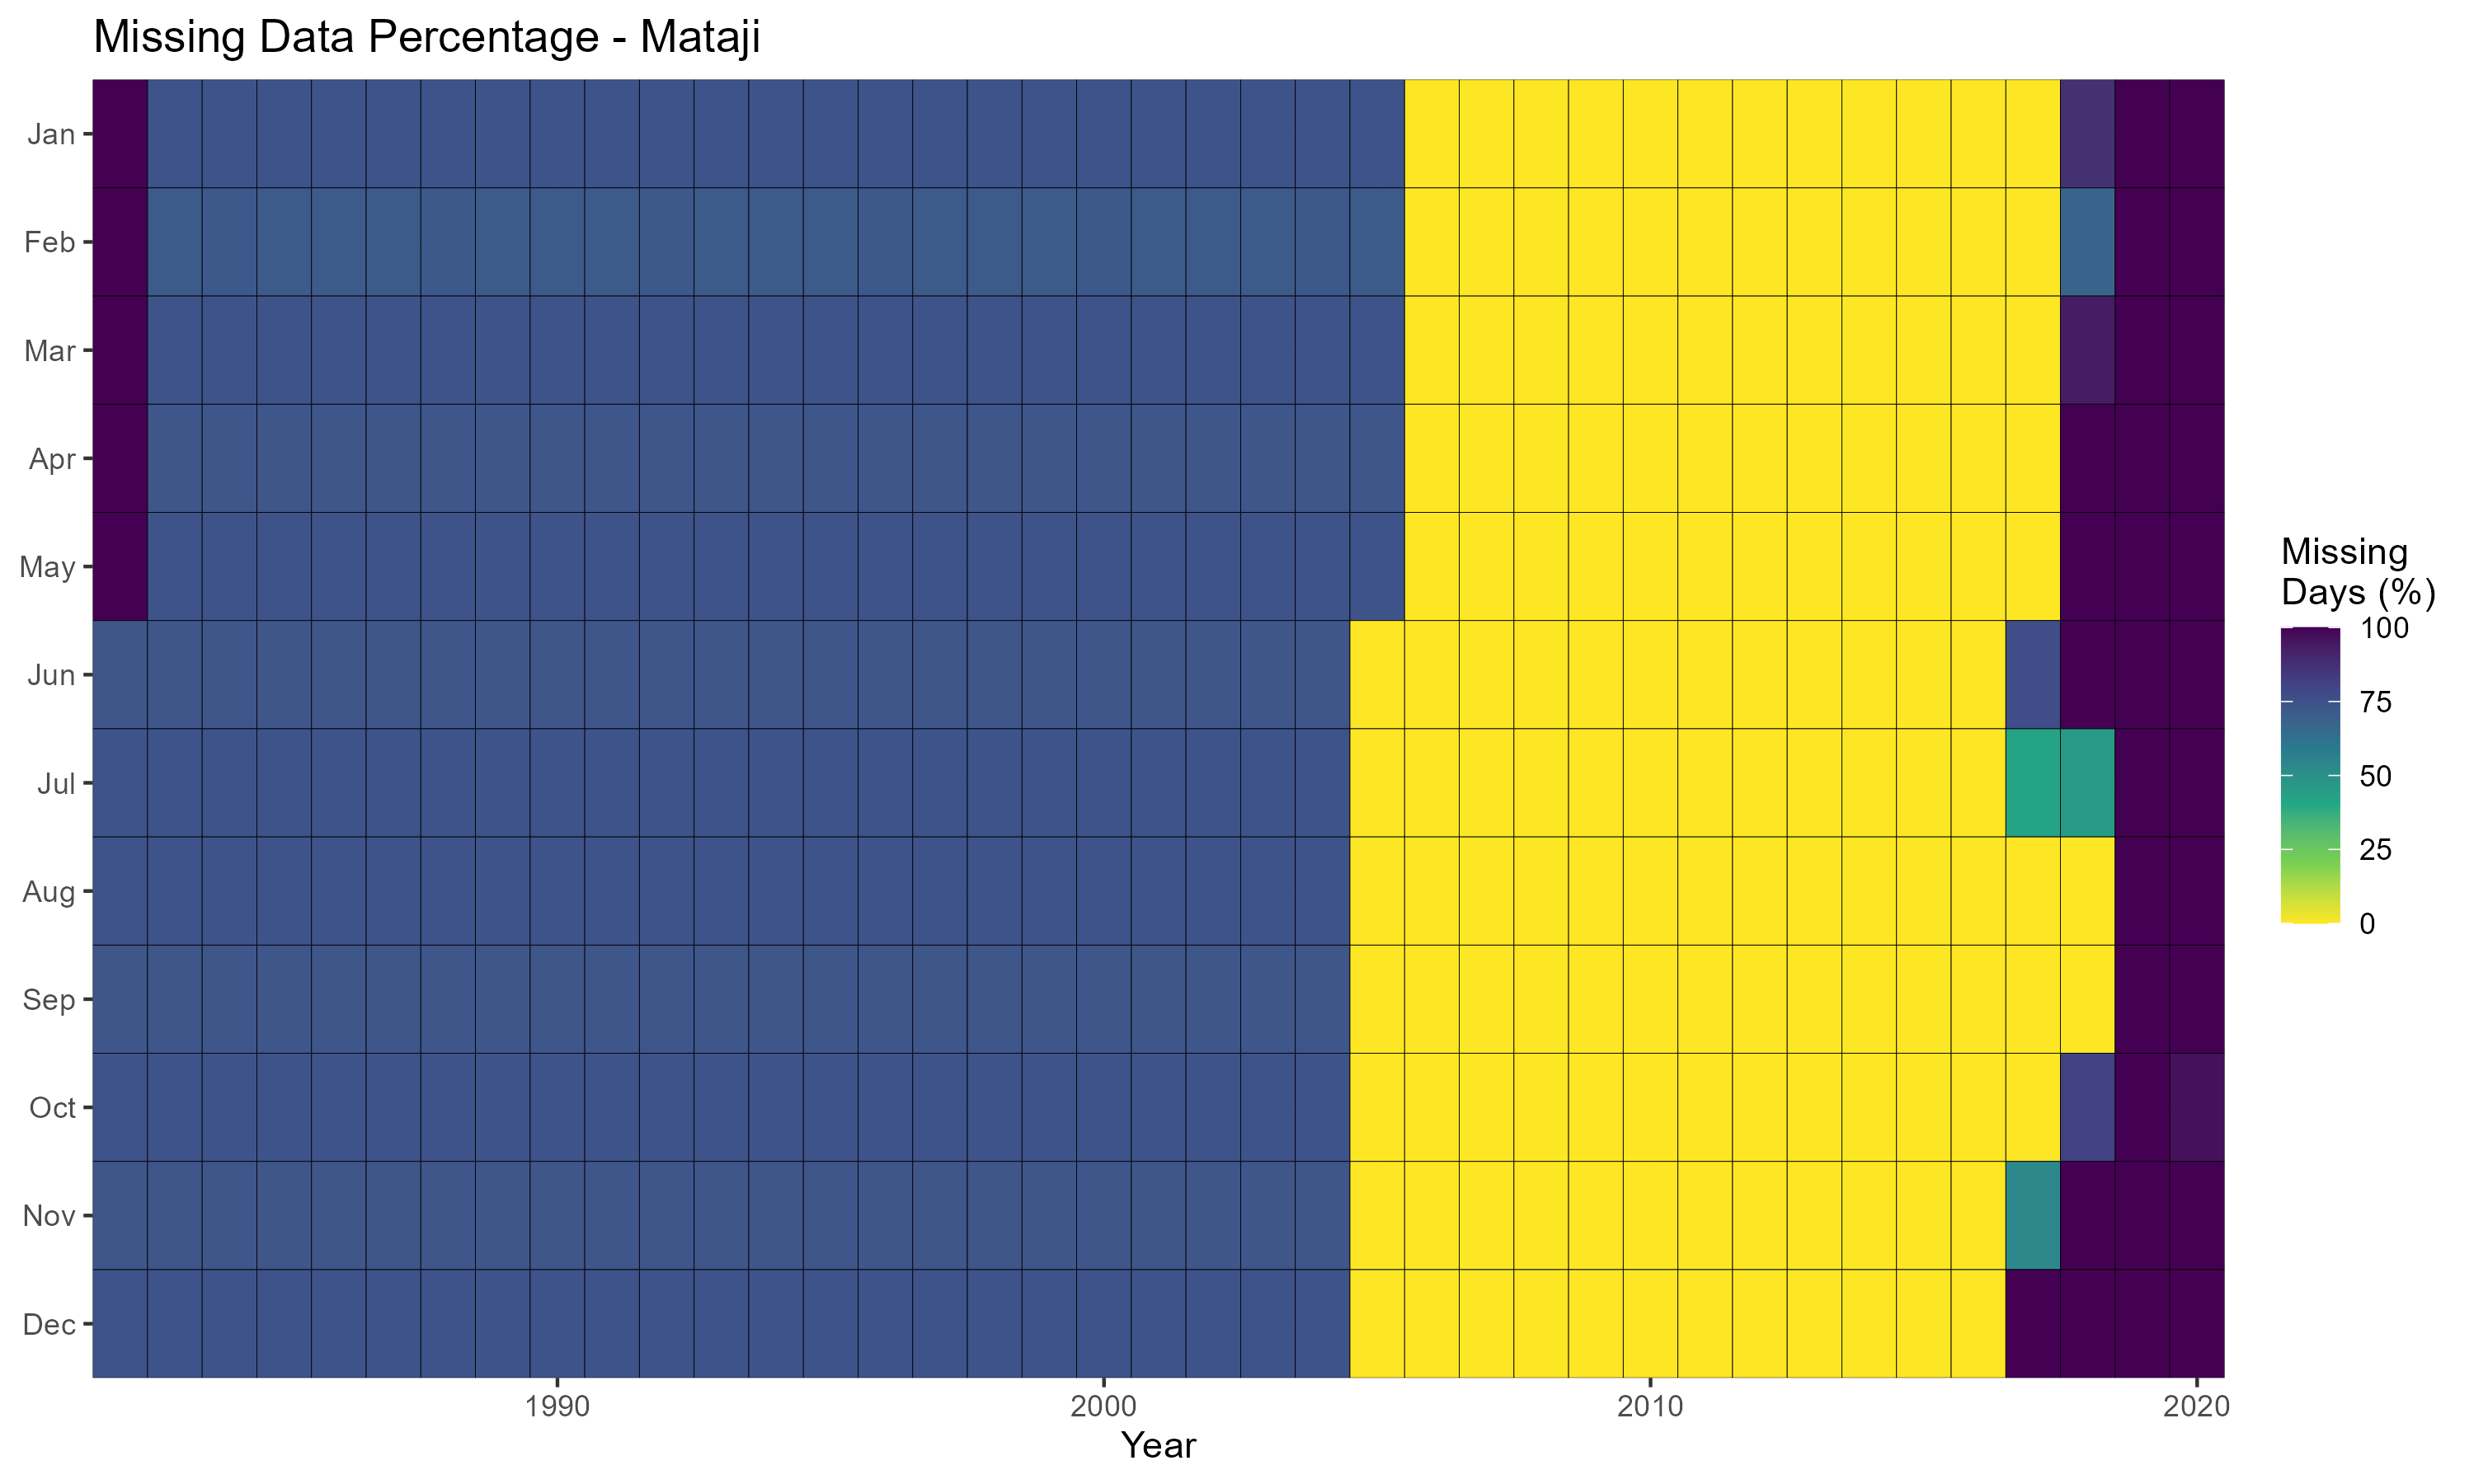 Missing Data Percentage - Mataji
Jan
Feb
Mar
Apr
May
Jun
Jul
Aug
Sep
Oct
Nov
Dec
1990
2000
2010
2020
Year
Missing
Days (%)
100
75
50
25
0